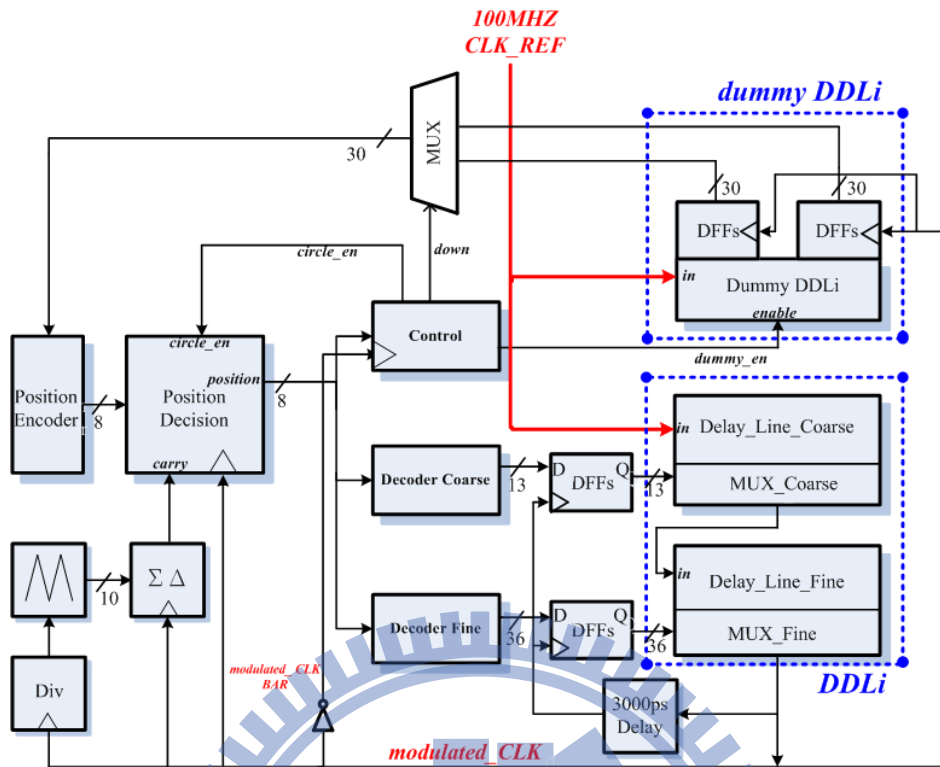 100MHZ
CLK_REF
dummy DDLi
MUX
30
30
30
DFFs
DFFs
in
Dummy DDLi
enable
circle_en
down
Control
dummy_en
circle_en
position
Position
Encoder
8
Position
Decision
8
carry
in
Delay_Line_Coarse
MUX_Coarse
Decoder Coarse
13
D
Q
DFFs
13
10
Σ Δ
in
Delay_Line_Fine
MUX_Fine
Decoder Fine
36
D
Q
DFFs
36
Div
modulated_CLK
BAR
3000ps
Delay
DDLi
modulated_CLK